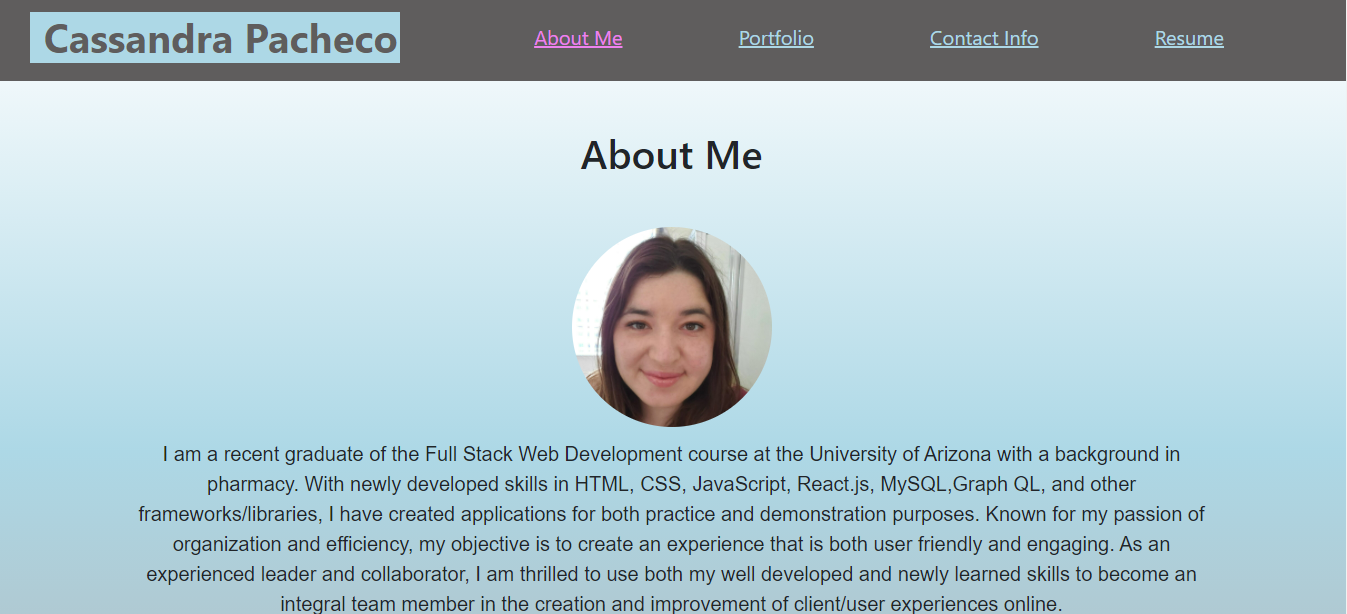 Cassandra Pacheco
About Me
Portfolio
Contact Info
Resume
About Me
I am a recent graduate of the Full Stack Web Development course at the University of Arizona with a background in
pharmacy. With newly developed skills in HTML, CSS, JavaScript, React.js, MySQL,Graph QL, and other
frameworks/libraries, I have created applications for both practice and demonstration purposes. Known for my passion of
organization and efficiency, my objective is to create an experience that is both user friendly and engaging. As an
experienced leader and collaborator, I am thrilled to use both my well developed and newly learned skills to become an
integral team member in the creation and improvement of client/user experiences online.